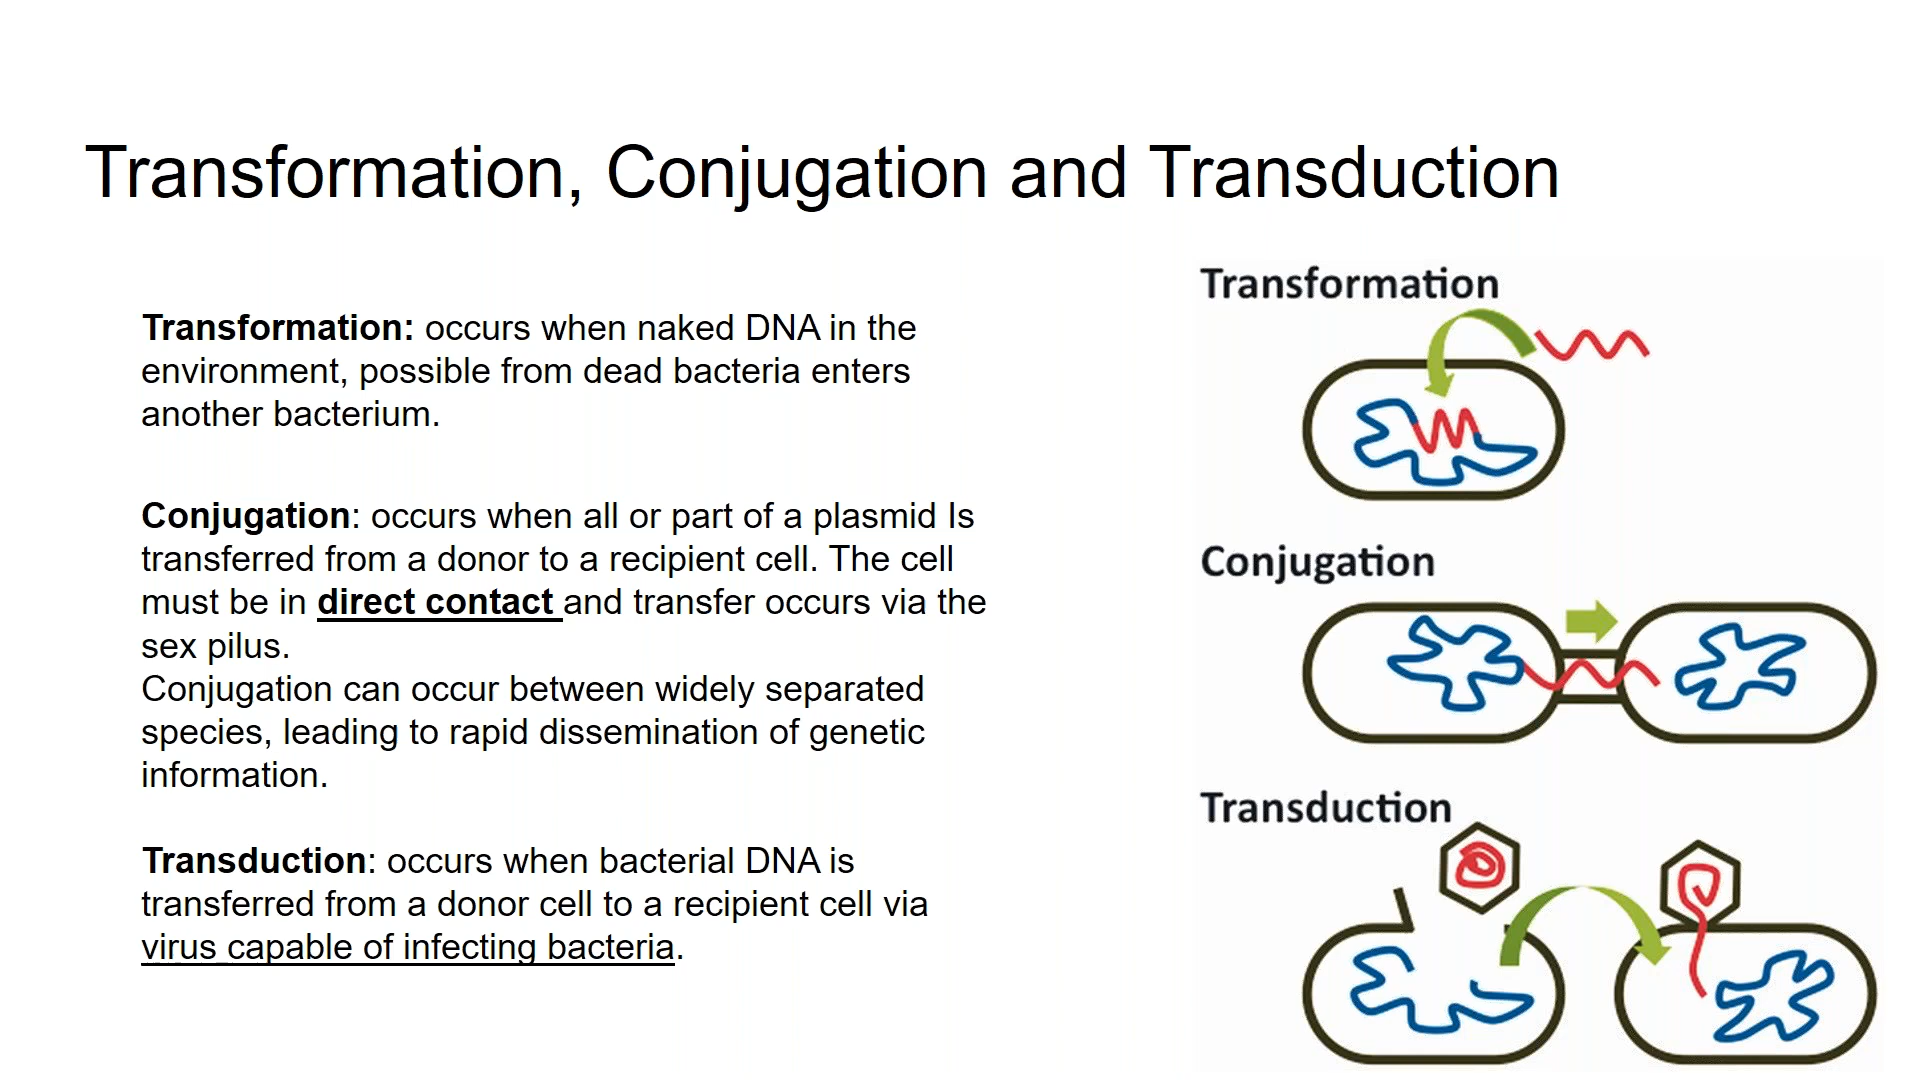 Transformation, Conjugation and Transduction
Transformation: occurs when naked DNA in the
environment, possible from dead bacteria enters
another bacterium.
Conjugation: occurs when all or part of a plasmid Is
transferred from a donor to a recipient cell. The cell
must be in direct contact and transfer occurs via the
sex pilus.
Conjugation can occur between widely separated
species, leading to rapid dissemination of genetic
information.
Transduction: occurs when bacterial DNA is
transferred from a donor cell to a recipient cell via
virus capable of infecting bacteria.
Transformation
Conjugation
Transduction